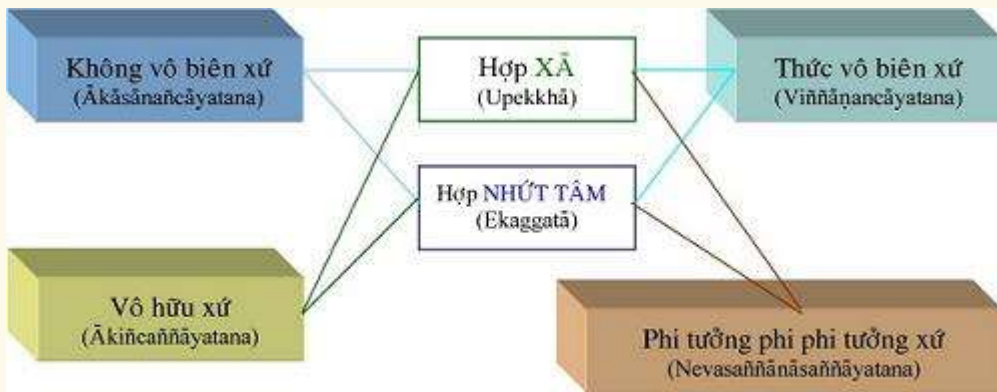 Không vô biên xứ
(Ākāsānañcāyatana)
Hợp XẢ
(Upekkhā)
Thức vô biên xứ
(Viññāṇancāyatana)
Hợp NHỨT TÂM
(Ekaggatā)
Vô hữu xứ
(Ākiñcaññāyatana)
Phi tưởng phi phi tưởng xứ
(Nevasaññānāsaññāyatana)